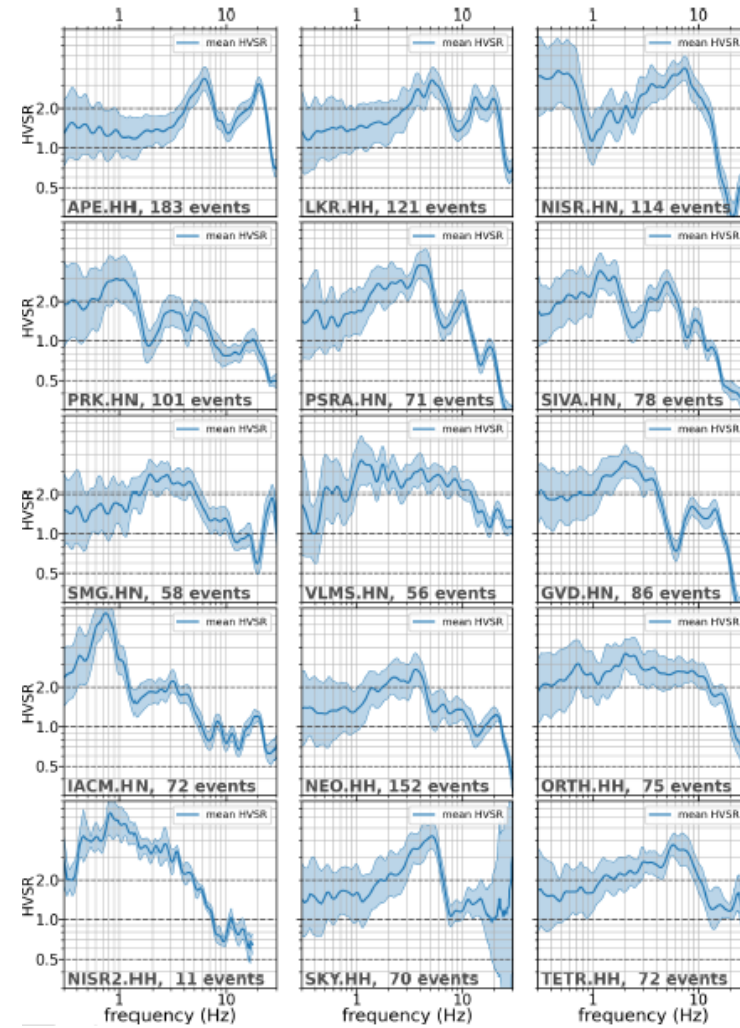 1 10 1 10 1 10
mean HVSR mean HVSR mean HVSR
HVSR
2.0
1.0
0.5
APE.HH, 183 events LKR.HH, 121 events NISR.HN, 114 events
mean HVSR mean HVSR mean HVSR
HVSR
2.0
1.0
0.5
PRK.HN, 101 events PSRA.HN, 71 events SIVA.HN, 78 events
mean HVSR mean HVSR mean HVSR
HVSR
2.0
1.0
0.5
SMG.HN, 58 events VLMS.HN, 56 events GVD.HN, 86 events
mean HVSR mean HVSR mean HVSR
HVSR
2.0
1.0
0.5
IACM.HN, 72 events NEO.HH, 152 events ORTH.HH, 75 events
mean HVSR mean HVSR mean HVSR
HVSR
2.0
1.0
0.5
NISR2.HH, 11 events SKY.HH, 70 events TETR.HH, 72 events
1 10 1 10 1 10
frequency (Hz) frequency (Hz) frequency (Hz)